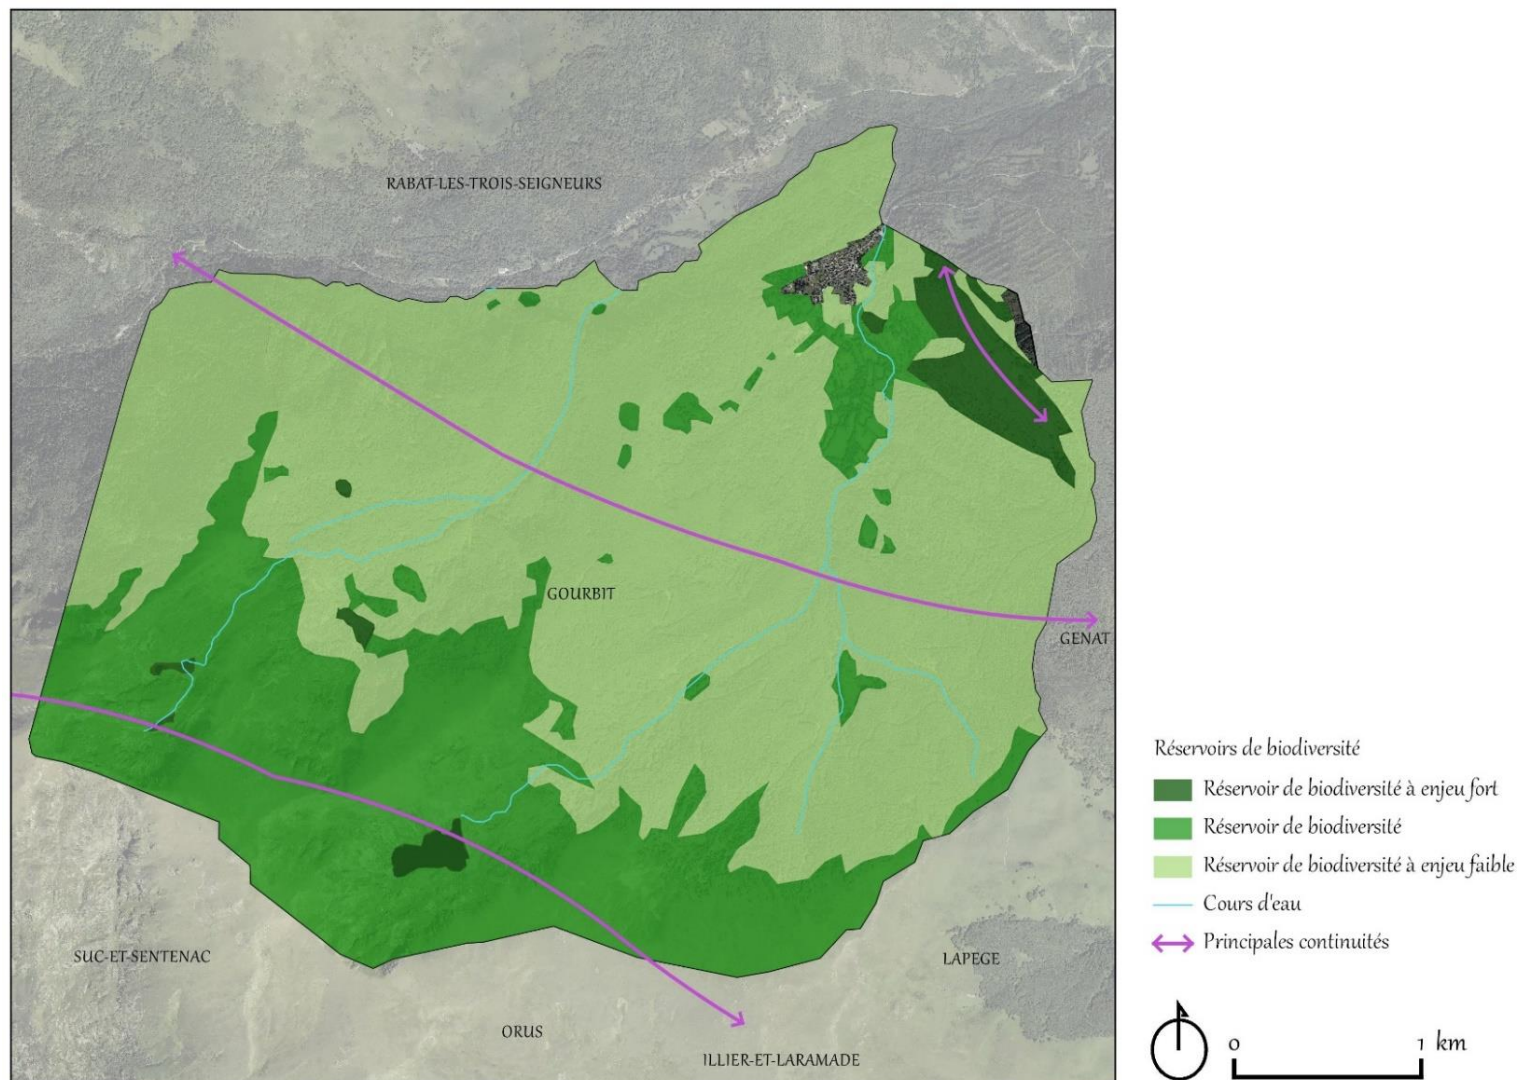 RABAT-LES-TROIS-SEIGNEURS
GOURBIT
GENAT
SUC-ET-SENTENAC
LAPEGE
ORUS
ILLIER-ET-LARAMADE
Réservoirs de biodiversité
Réservoir de biodiversité à enjeu fort
Réservoir de biodiversité
Réservoir de biodiversité à enjeu faible
Cours d'eau
Principales continuités
0 1 km